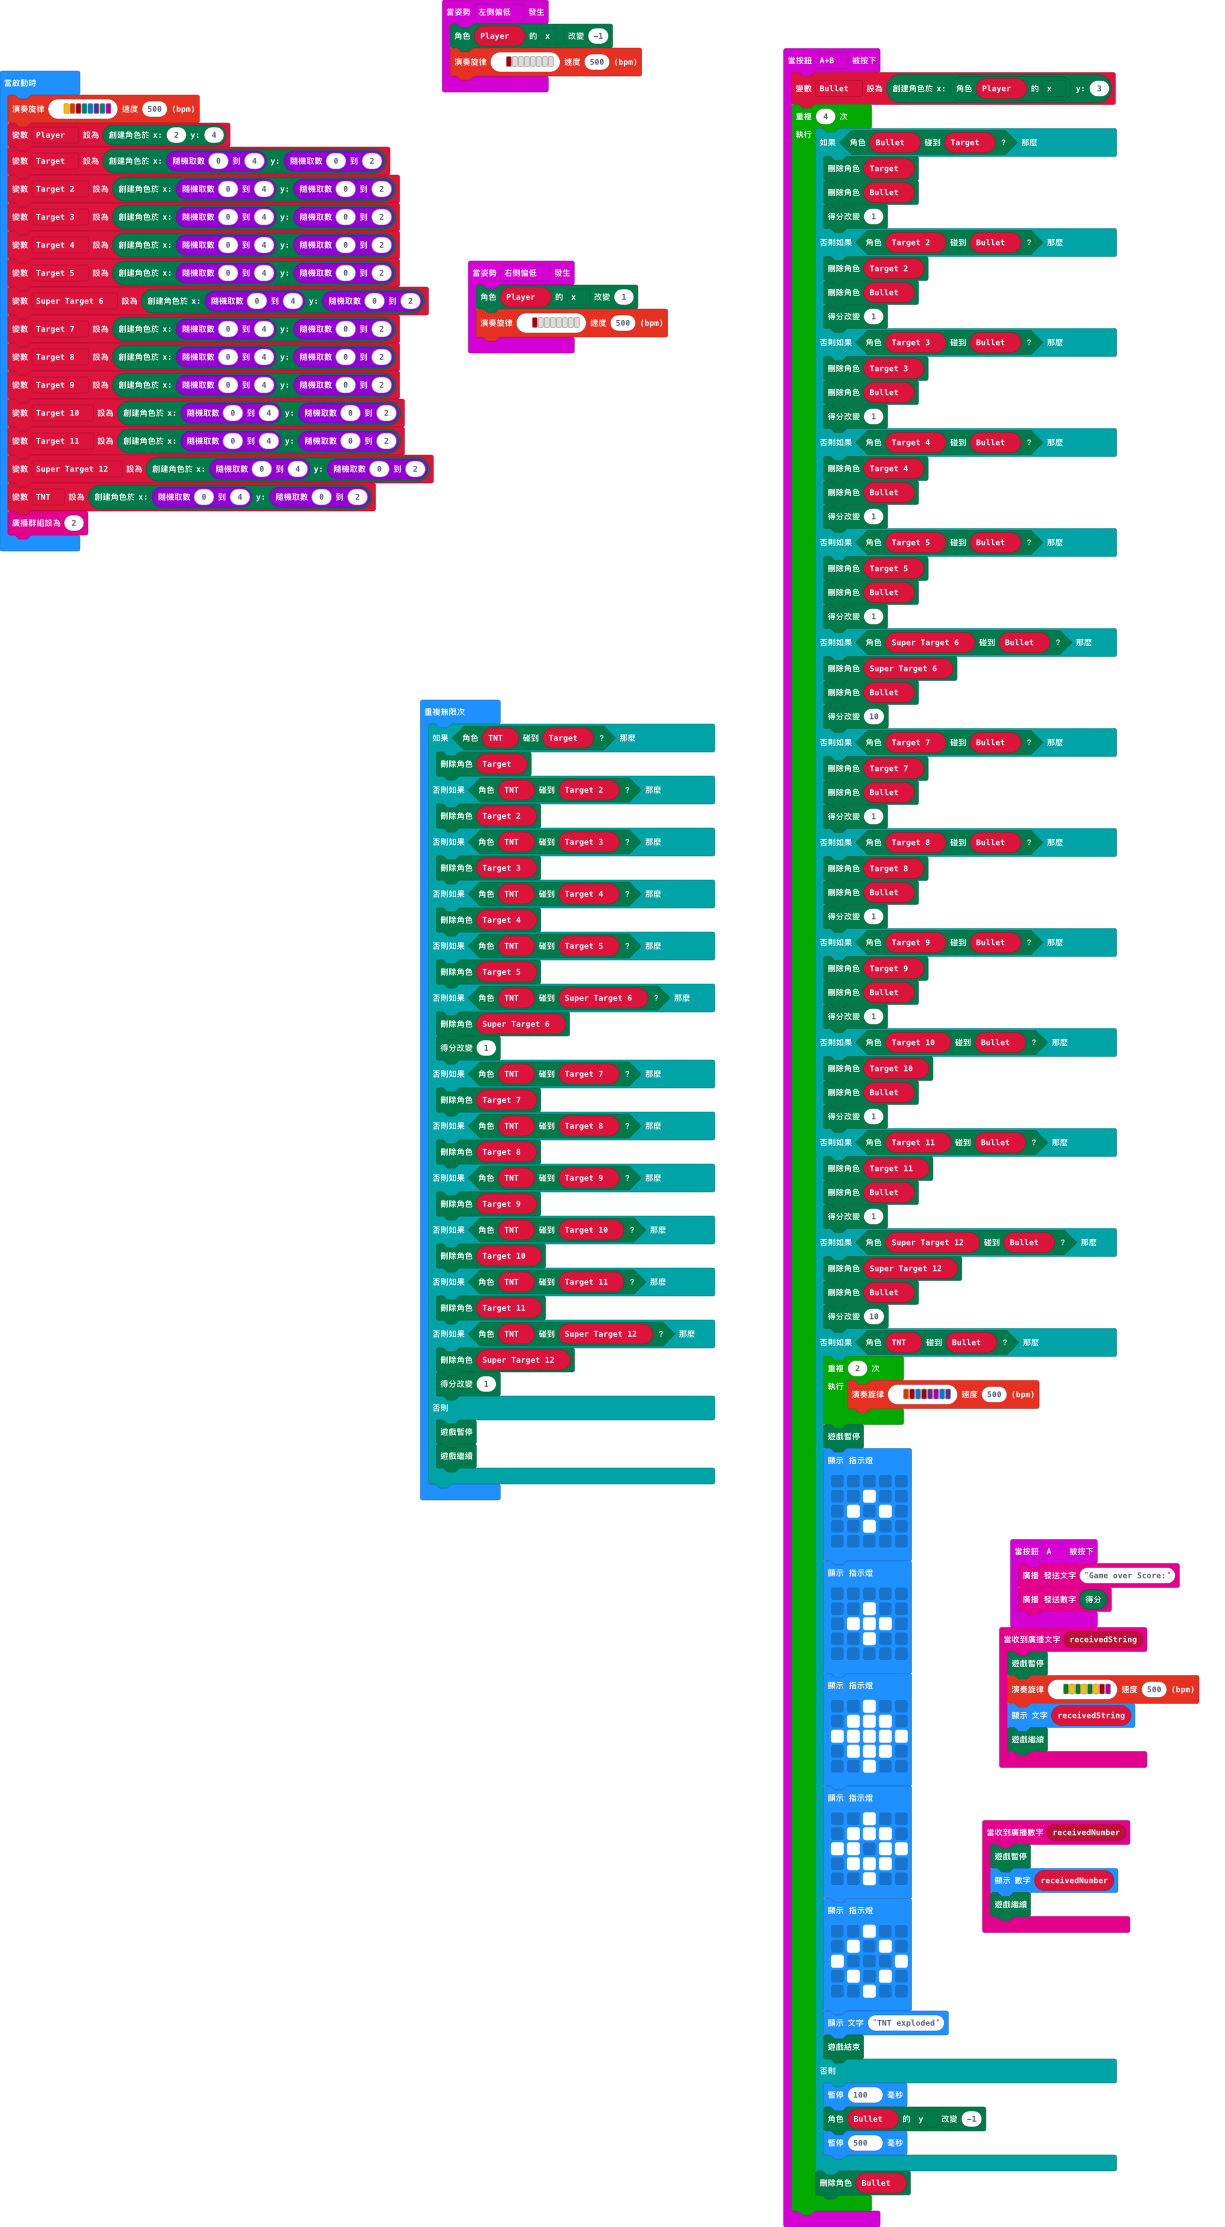 當啟動時
演奏旋律 速度 500 (bpm)
變數 Player 設為 創建角色於 x: 2 y: 4
變數 Target 設為 創建角色於 x: 隨機取數 0 到 4 y: 隨機取數 0 到 2
變數 Target 2 設為 創建角色於 x: 隨機取數 0 到 4 y: 隨機取數 0 到 2
變數 Target 3 設為 創建角色於 x: 隨機取數 0 到 4 y: 隨機取數 0 到 2
變數 Target 4 設為 創建角色於 x: 隨機取數 0 到 4 y: 隨機取數 0 到 2
變數 Target 5 設為 創建角色於 x: 隨機取數 0 到 4 y: 隨機取數 0 到 2
變數 Super Target 6 設為 創建角色於 x: 隨機取數 0 到 4 y: 隨機取數 0 到 2
變數 Target 7 設為 創建角色於 x: 隨機取數 0 到 4 y: 隨機取數 0 到 2
變數 Target 8 設為 創建角色於 x: 隨機取數 0 到 4 y: 隨機取數 0 到 2
變數 Target 9 設為 創建角色於 x: 隨機取數 0 到 4 y: 隨機取數 0 到 2
變數 Target 10 設為 創建角色於 x: 隨機取數 0 到 4 y: 隨機取數 0 到 2
變數 Target 11 設為 創建角色於 x: 隨機取數 0 到 4 y: 隨機取數 0 到 2
變數 Super Target 12 設為 創建角色於 x: 隨機取數 0 到 4 y: 隨機取數 0 到 2
變數 TNT 設為 創建角色於 x: 隨機取數 0 到 4 y: 隨機取數 0 到 2
廣播群組設為 2
當姿勢 左側偏低 發生
角色 Player 的 x 改變 -1
演奏旋律 速度 500 (bpm)
當姿勢 右側偏低 發生
角色 Player 的 x 改變 1
演奏旋律 速度 500 (bpm)
重複無限次
如果 角色 TNT 碰到 Target ? 那麼
刪除角色 Target
否則如果 角色 TNT 碰到 Target 2 ? 那麼
刪除角色 Target 2
否則如果 角色 TNT 碰到 Target 3 ? 那麼
刪除角色 Target 3
否則如果 角色 TNT 碰到 Target 4 ? 那麼
刪除角色 Target 4
否則如果 角色 TNT 碰到 Target 5 ? 那麼
刪除角色 Target 5
否則如果 角色 TNT 碰到 Super Target 6 ? 那麼
刪除角色 Super Target 6
得分改變 1
否則如果 角色 TNT 碰到 Target 7 ? 那麼
刪除角色 Target 7
否則如果 角色 TNT 碰到 Target 8 ? 那麼
刪除角色 Target 8
否則如果 角色 TNT 碰到 Target 9 ? 那麼
刪除角色 Target 9
否則如果 角色 TNT 碰到 Target 10 ? 那麼
刪除角色 Target 10
否則如果 角色 TNT 碰到 Target 11 ? 那麼
刪除角色 Target 11
否則如果 角色 TNT 碰到 Super Target 12 ? 那麼
刪除角色 Super Target 12
得分改變 1
否則
遊戲暫停
遊戲繼續
當按鈕 A+B 被按下
變數 Bullet 設為 創建角色於 x: 角色 Player 的 x y: 3
重複 4 次
執行
如果 角色 Bullet 碰到 Target ? 那麼
刪除角色 Target
刪除角色 Bullet
得分改變 1
否則如果 角色 Target 2 碰到 Bullet ? 那麼
刪除角色 Target 2
刪除角色 Bullet
得分改變 1
否則如果 角色 Target 3 碰到 Bullet ? 那麼
刪除角色 Target 3
刪除角色 Bullet
得分改變 1
否則如果 角色 Target 4 碰到 Bullet ? 那麼
刪除角色 Target 4
刪除角色 Bullet
得分改變 1
否則如果 角色 Target 5 碰到 Bullet ? 那麼
刪除角色 Target 5
刪除角色 Bullet
得分改變 1
否則如果 角色 Super Target 6 碰到 Bullet ? 那麼
刪除角色 Super Target 6
刪除角色 Bullet
得分改變 10
否則如果 角色 Target 7 碰到 Bullet ? 那麼
刪除角色 Target 7
刪除角色 Bullet
得分改變 1
否則如果 角色 Target 8 碰到 Bullet ? 那麼
刪除角色 Target 8
刪除角色 Bullet
得分改變 1
否則如果 角色 Target 9 碰到 Bullet ? 那麼
刪除角色 Target 9
刪除角色 Bullet
得分改變 1
否則如果 角色 Target 10 碰到 Bullet ? 那麼
刪除角色 Target 10
刪除角色 Bullet
得分改變 1
否則如果 角色 Target 11 碰到 Bullet ? 那麼
刪除角色 Target 11
刪除角色 Bullet
得分改變 1
否則如果 角色 Super Target 12 碰到 Bullet ? 那麼
刪除角色 Super Target 12
刪除角色 Bullet
得分改變 10
否則如果 角色 TNT 碰到 Bullet ? 那麼
重複 2 次
執行 演奏旋律 速度 500 (bpm)
遊戲暫停
顯示 指示燈
顯示 指示燈
顯示 指示燈
顯示 指示燈
顯示 指示燈
顯示 文字 "TNT exploded"
遊戲結束
否則
暫停 100 毫秒
角色 Bullet 的 y 改變 -1
暫停 500 毫秒
刪除角色 Bullet
當按鈕 A 被按下
廣播 發送文字 "Game over Score:"
廣播 發送數字 得分
當收到廣播文字 receivedString
遊戲暫停
演奏旋律 速度 500 (bpm)
顯示 文字 receivedString
遊戲繼續
當收到廣播數字 receivedNumber
遊戲暫停
顯示 數字 receivedNumber
遊戲繼續